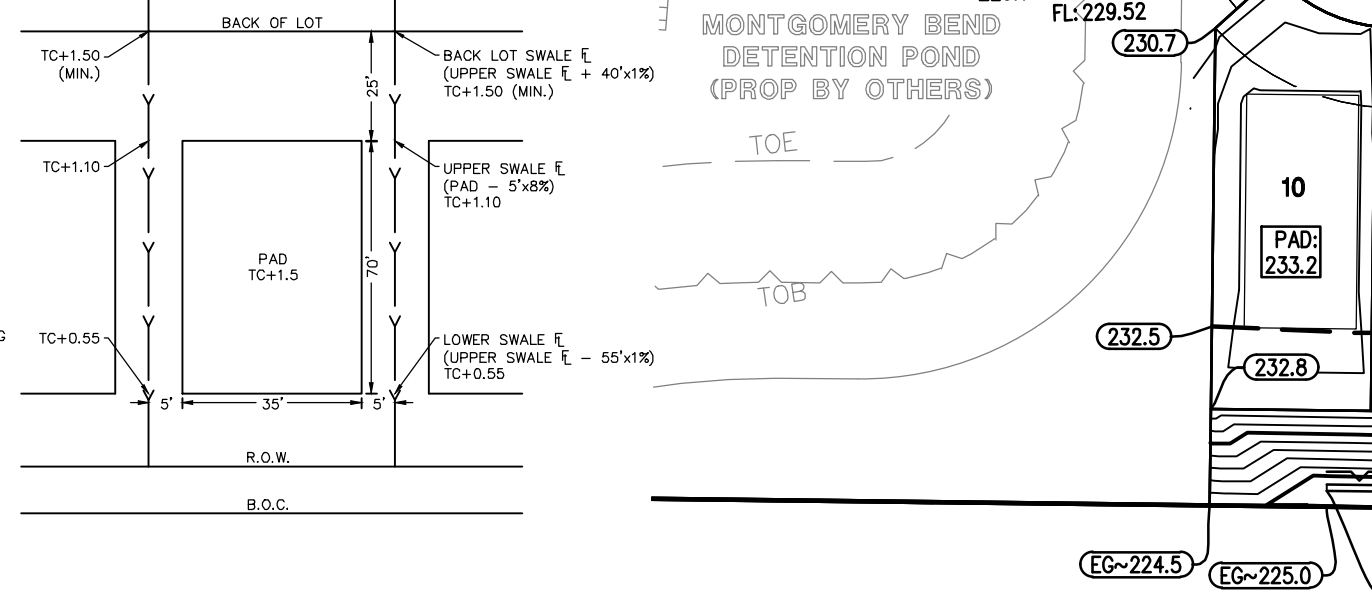 BACK OF LOT
TC+1.50
(MIN.)
25'
BACK LOT SWALE ℄
(UPPER SWALE ℄ + 40'x1%)
TC+1.50 (MIN.)
TC+1.10
UPPER SWALE ℄
(PAD – 5'x8%)
TC+1.10
PAD
TC+1.5
70'
G
TC+0.55
LOWER SWALE ℄
(UPPER SWALE ℄ – 55'x1%)
TC+0.55
5'
35'
5'
R.O.W.
B.O.C.
FL: 229.52
MONTGOMERY BEND
DETENTION POND
(PROP BY OTHERS)
230.7
TOE
TOB
10
PAD:
233.2
232.5
232.8
EG~224.5
EG~225.0